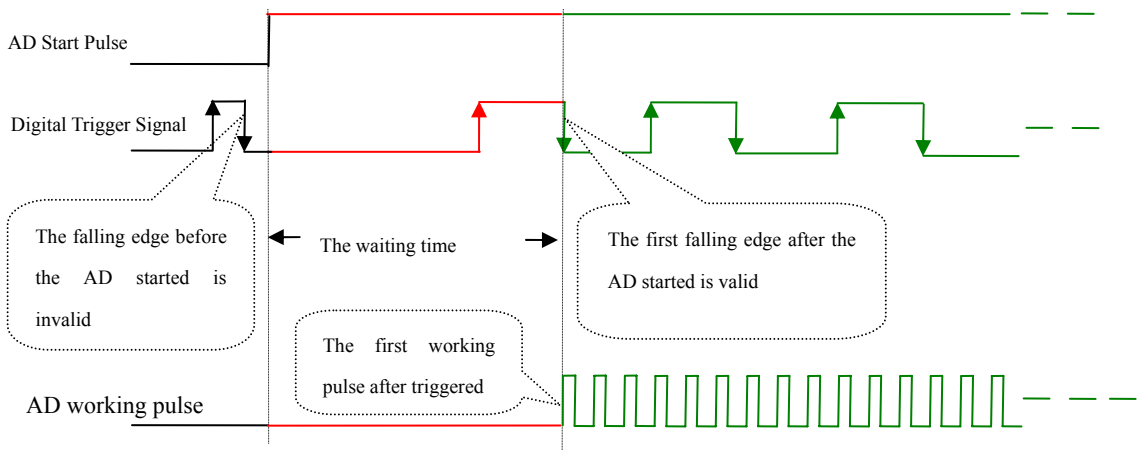 AD Start Pulse
Digital Trigger Signal
The falling edge before
the AD started is
invalid
The waiting time
The first falling edge after the
AD started is valid
The first working
pulse after triggered
AD working pulse